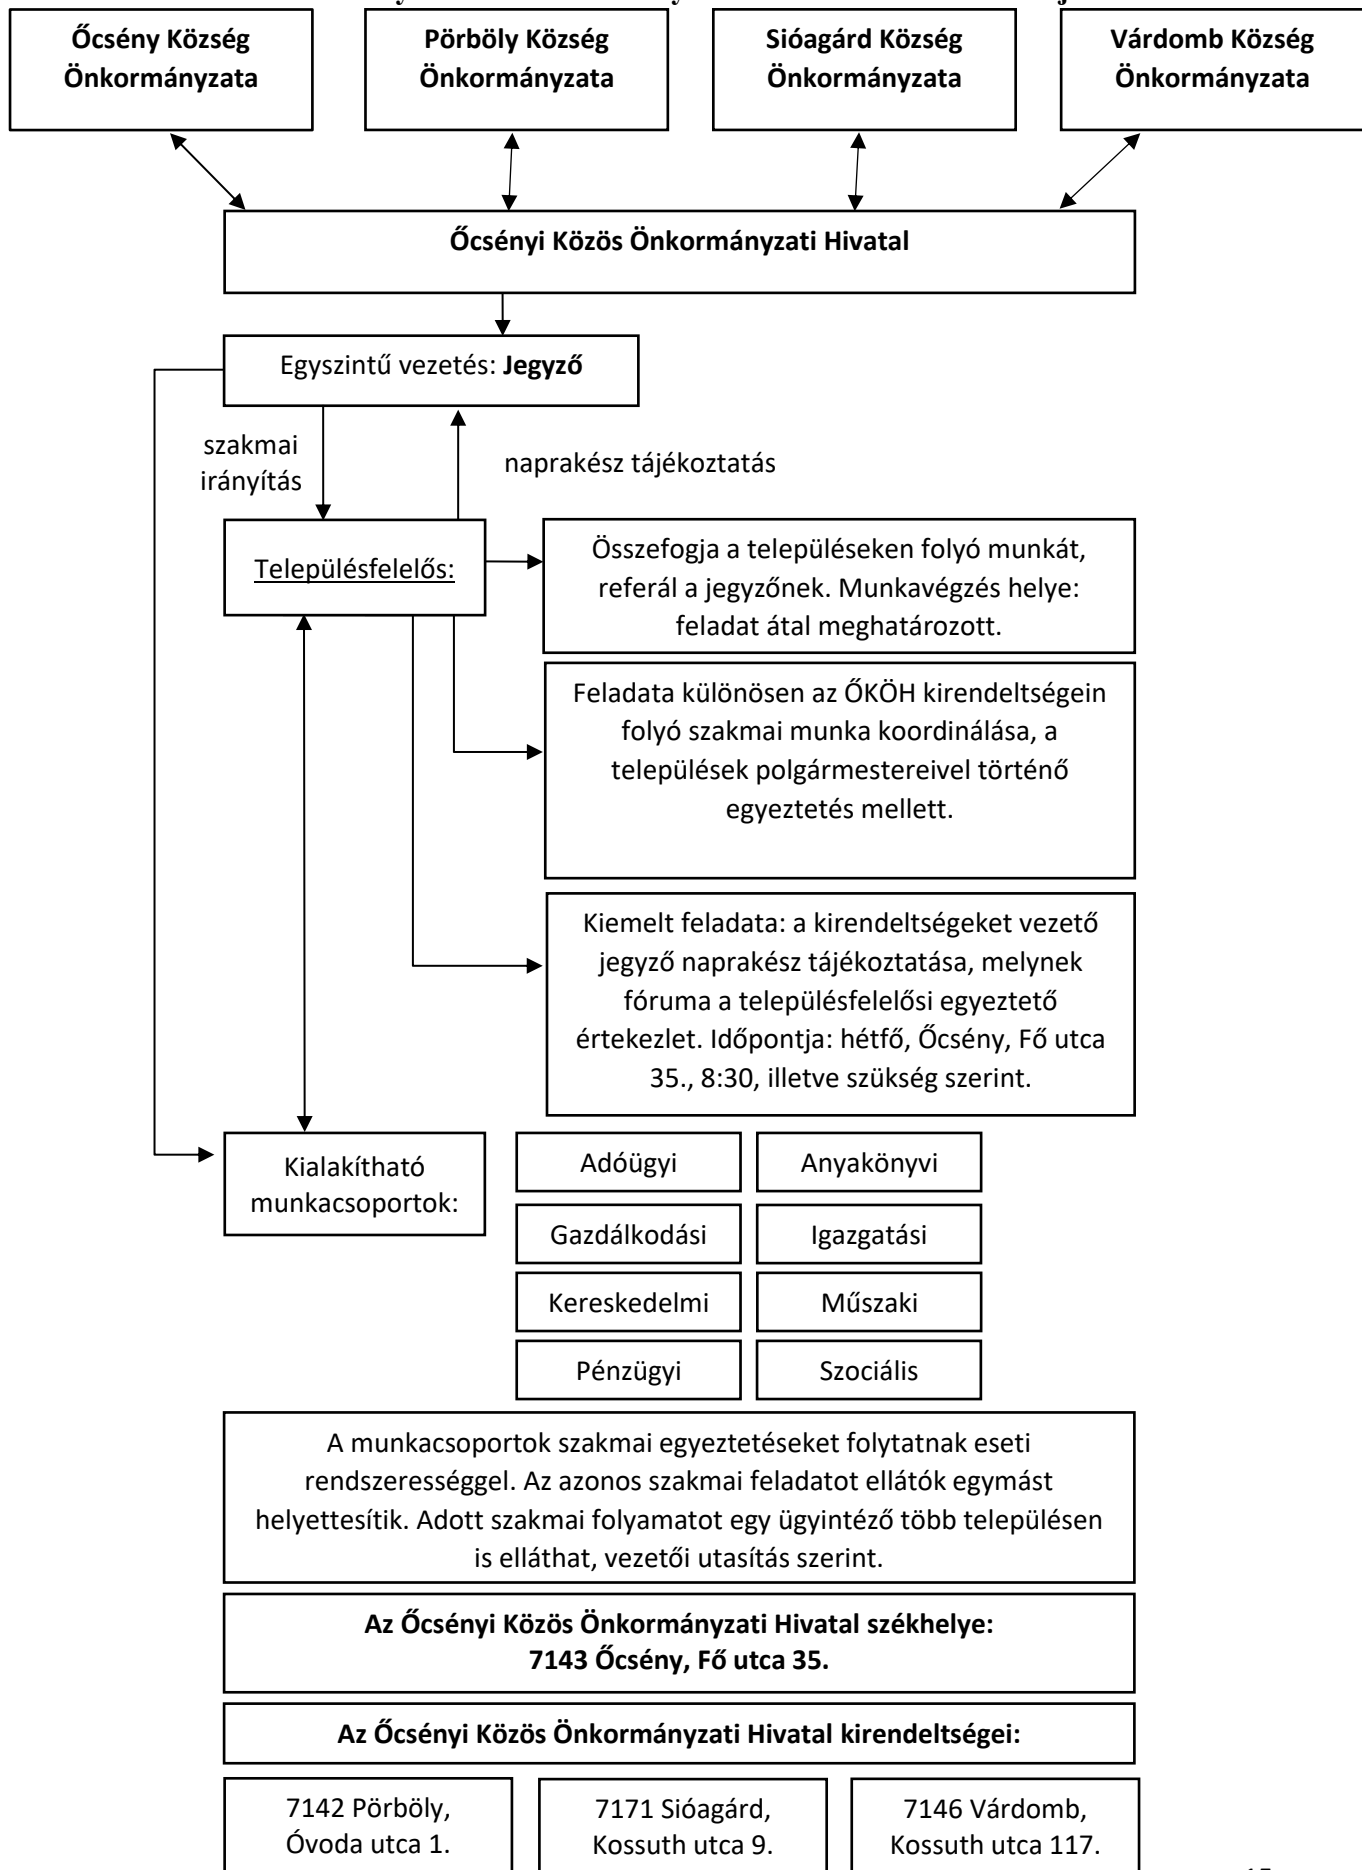 Őcsény Község
Önkormányzata
Pörböly Község
Önkormányzata
Sióagárd Község
Önkormányzata
Várdomb Község
Önkormányzata
Őcsényi Közös Önkormányzati Hivatal
Egyszintű vezetés: Jegyző
szakmai
irányítás
naprakész tájékoztatás
Településfelelős:
Összefogja a településeken folyó munkát,
referál a jegyzőnek. Munkavégzés helye:
feladat átal meghatározott.
Feladata különösen az ŐKÖH kirendeltségein
folyó szakmai munka koordinálása, a
települések polgármestereivel történő
egyeztetés mellett.
Kiemelt feladata: a kirendeltségeket vezető
jegyző naprakész tájékoztatása, melynek
fóruma a településfelelősi egyeztető
értekezlet. Időpontja: hétfő, Őcsény, Fő utca
35., 8:30, illetve szükség szerint.
Kialakítható
munkacsoportok:
Adóügyi
Anyakönyvi
Gazdálkodási
Igazgatási
Kereskedelmi
Műszaki
Pénzügyi
Szociális
A munkacsoportok szakmai egyeztetéseket folytatnak eseti
rendszerességgel. Az azonos szakmai feladatot ellátók egymást
helyettesítik. Adott szakmai folyamatot egy ügyintéző több településen
is elláthat, vezetői utasítás szerint.
Az Őcsényi Közös Önkormányzati Hivatal székhelye:
7143 Őcsény, Fő utca 35.
Az Őcsényi Közös Önkormányzati Hivatal kirendeltségei:
7142 Pörböly,
Óvoda utca 1.
7171 Sióagárd,
Kossuth utca 9.
7146 Várdomb,
Kossuth utca 117.